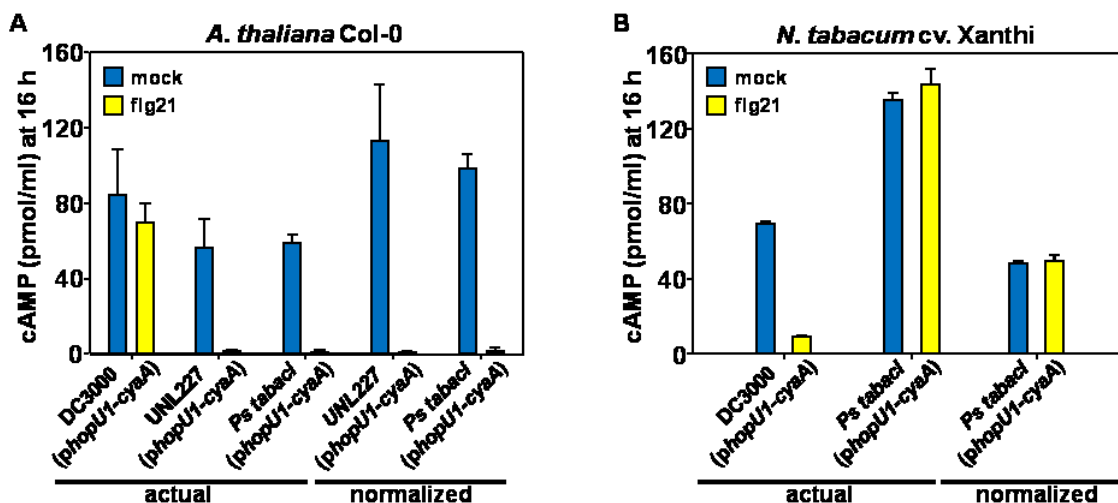 A
A. thaliana Col-0
cAMP (pmol/ml) at 16 h
160
120
80
40
0
mock
flg21
DC3000
(phopU1-cyaA)
UNL227
(phopU1-cyaA)
Ps tabaci
(phopU1-cyaA)
UNL227
(phopU1-cyaA)
Ps tabaci
(phopU1-cyaA)
actual
normalized
B
N. tabacum cv. Xanthi
cAMP (pmol/ml) at 16 h
160
120
80
40
0
mock
flg21
DC3000
(phopU1-cyaA)
Ps tabaci
(phopU1-cyaA)
Ps tabaci
(phopU1-cyaA)
actual
normalized